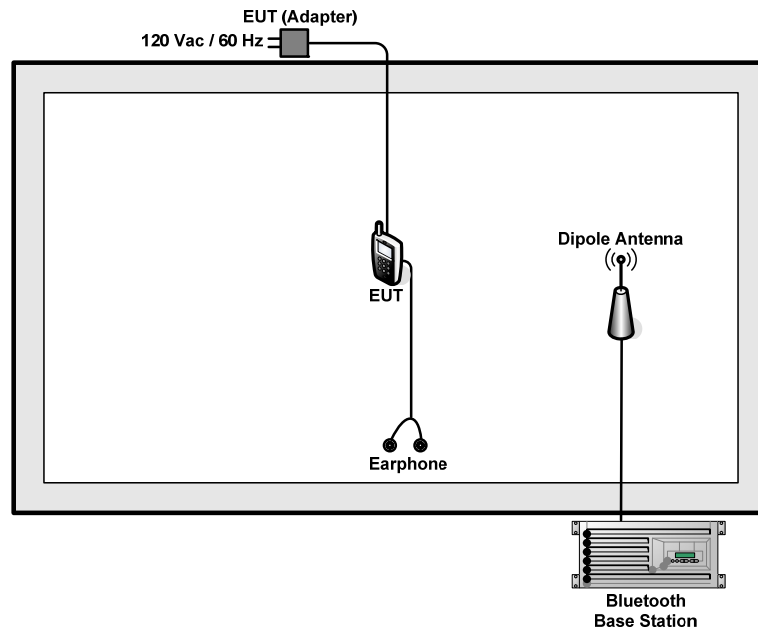 EUT (Adapter)
120 Vac / 60 Hz
Dipole Antenna
EUT
Earphone
Bluetooth
Base Station